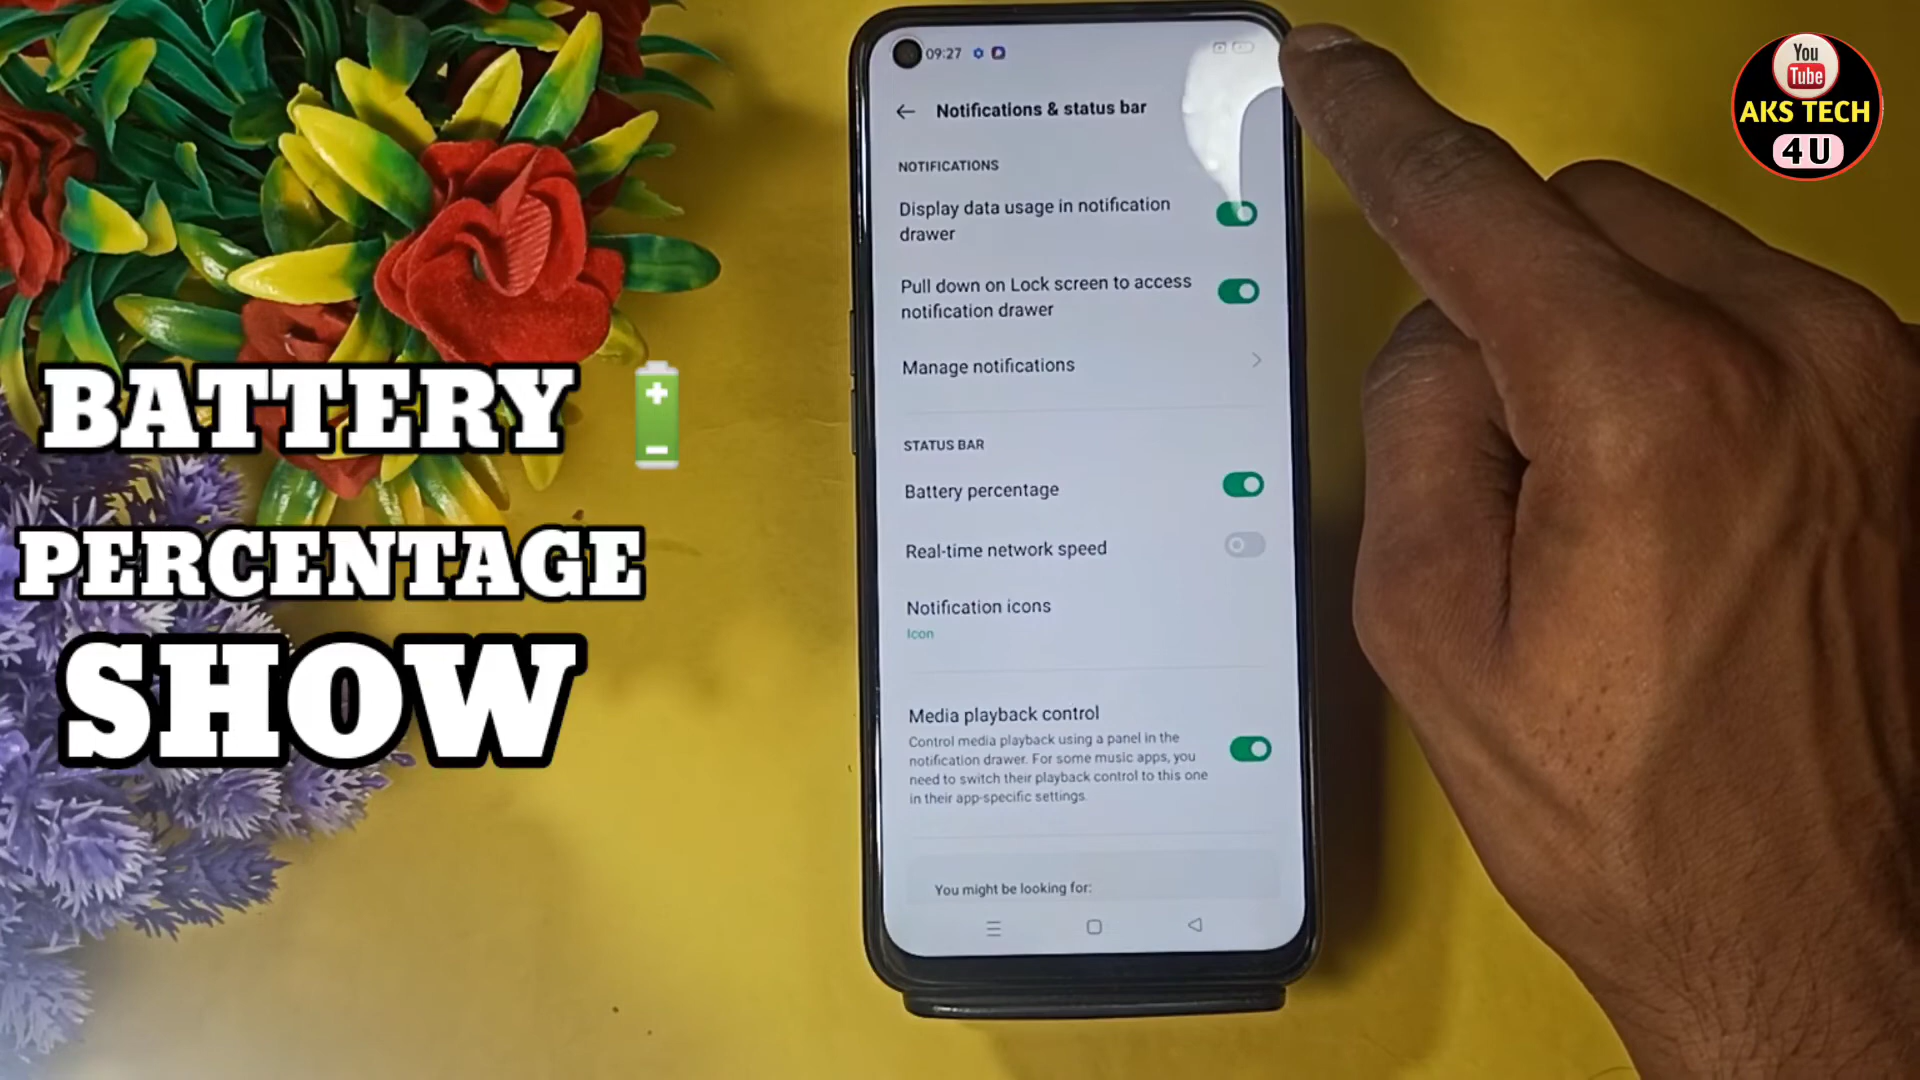 09:27
Notifications & status bar
NOTIFICATIONS
Display data usage in notification
drawer
Pull down on Lock screen to access
notification drawer
Manage notifications
STATUS BAR
Battery percentage
Real-time network speed
Notification icons
Icon
Media playback control
Control media playback using a panel in the
notification drawer. For some music apps, you
need to switch their playback control to this one
in their app-specific settings.
You might be looking for:
BATTERY
PERCENTAGE
SHOW
You
Tube
AKS TECH
4 U